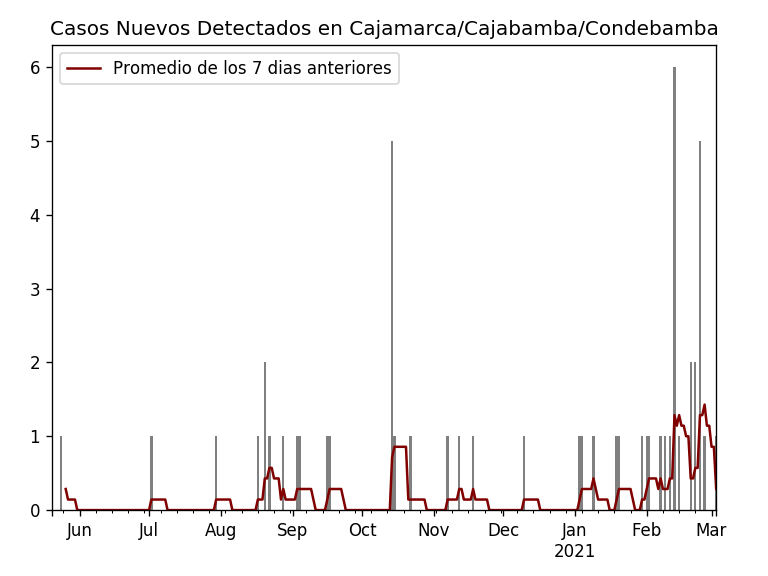 Casos Nuevos Detectados en Cajamarca/Cajabamba/Condebamba
Promedio de los 7 dias anteriores
6
5
4
3
2
1
0
Jun Jul Aug Sep Oct Nov Dec Jan Feb Mar
2021